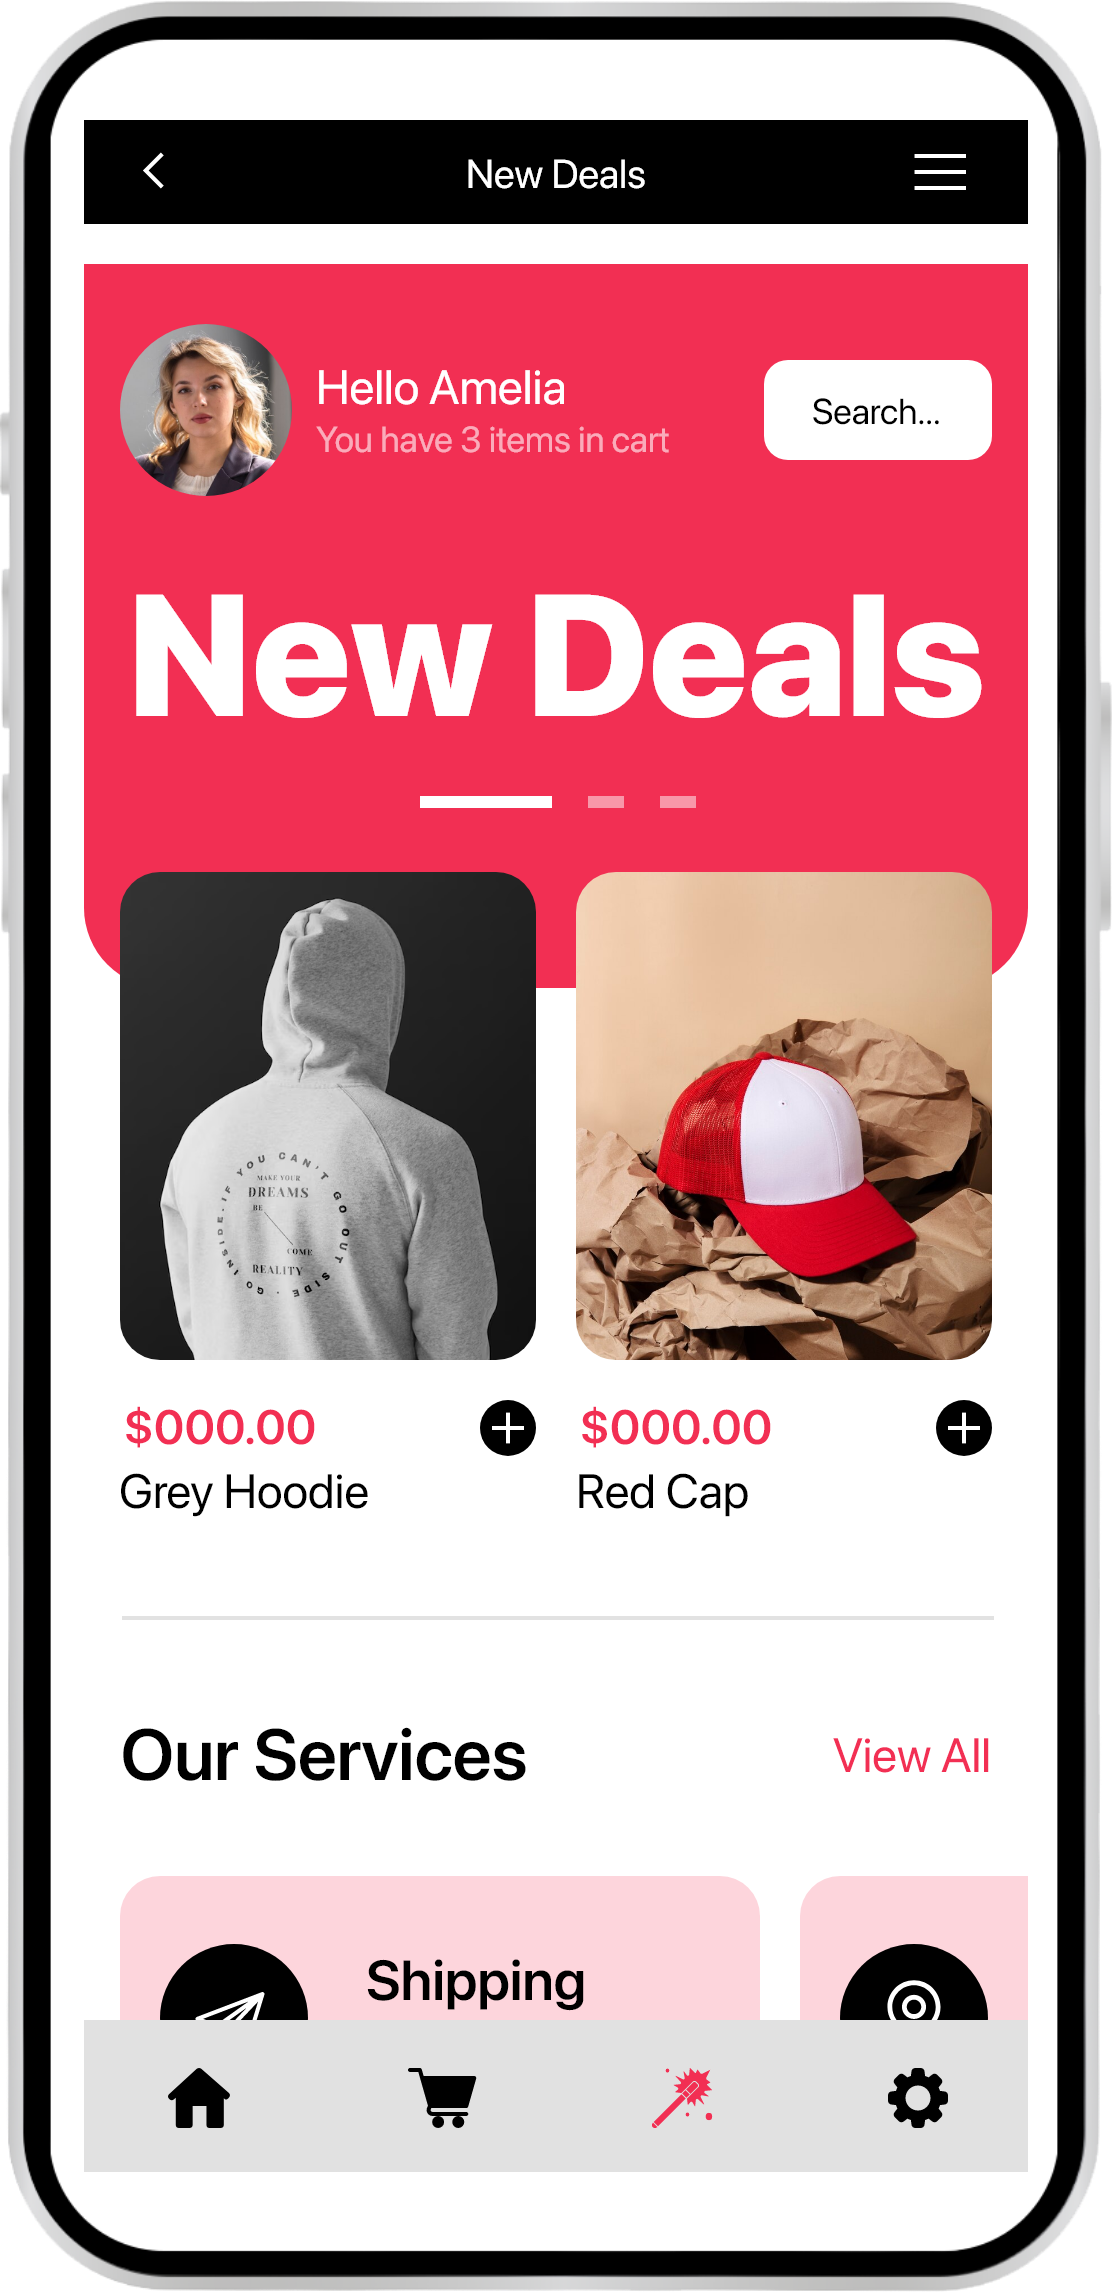 New Deals
Hello Amelia
You have 3 items in cart
Search...
New Deals
IF YOU CAN'T GO OUT SIDE · GO INSIDE ·
MAKE YOUR
DREAMS
BE
COME
REALITY
$000.00
$000.00
Grey Hoodie
Red Cap
Our Services
View All
Shipping